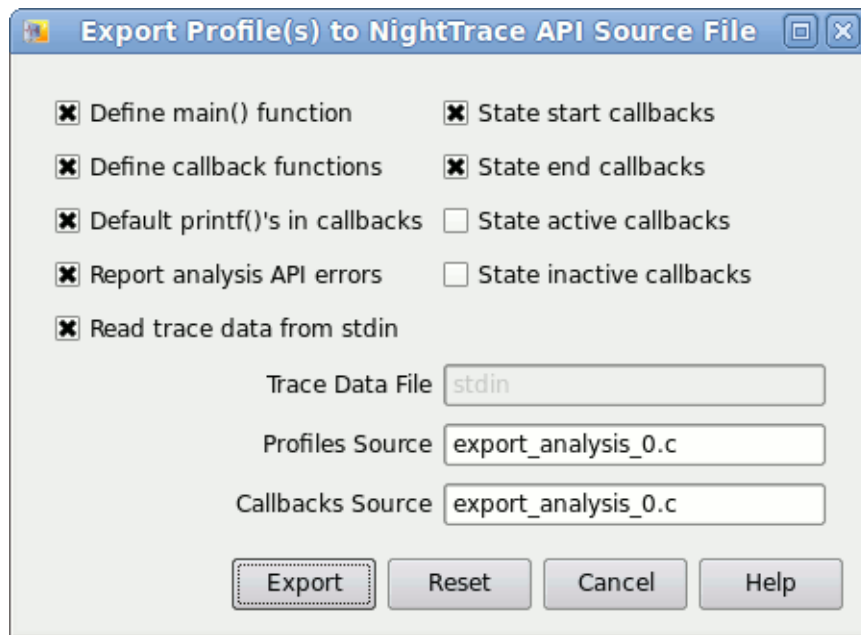 Export Profile(s) to NightTrace API Source File
Define main() function
State start callbacks
Define callback functions
State end callbacks
Default printf()'s in callbacks
State active callbacks
Report analysis API errors
State inactive callbacks
Read trace data from stdin
Trace Data File stdin
Profiles Source export_analysis_0.c
Callbacks Source export_analysis_0.c
Export Reset Cancel Help